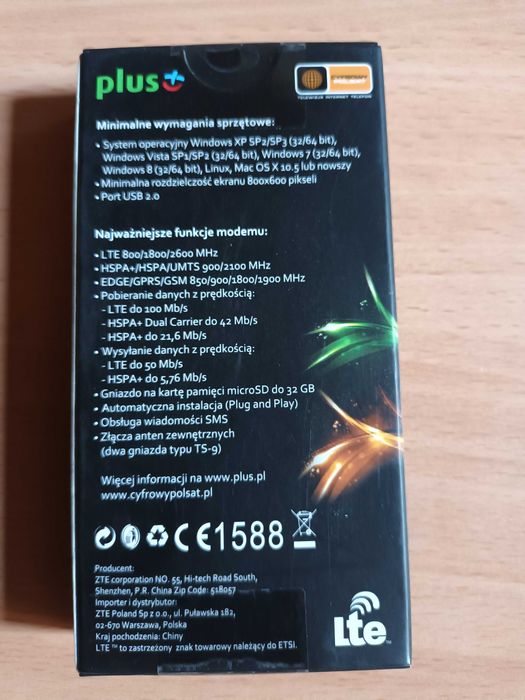 plus
CYFROWY
POLSAT
TELEWIZJA INTERNET TELEFON
Minimalne wymagania sprzętowe:
• System operacyjny Windows XP SP2/SP3 (32/64 bit),
Windows Vista SP1/SP2 (32/64 bit), Windows 7 (32/64 bit),
Windows 8 (32/64 bit), Linux, Mac OS X 10.5 lub nowszy
• Minimalna rozdzielczość ekranu 800x600 pikseli
• Port USB 2.0
Najważniejsze funkcje modemu:
• LTE 800/1800/2600 MHz
• HSPA+/HSPA/UMTS 900/2100 MHz
• EDGE/GPRS/GSM 850/900/1800/1900 MHz
• Pobieranie danych z prędkością:
- LTE do 100 Mb/s
- HSPA+ Dual Carrier do 42 Mb/s
- HSPA+ do 21,6 Mb/s
• Wysyłanie danych z prędkością:
- LTE do 50 Mb/s
- HSPA+ do 5,76 Mb/s
• Gniazdo na kartę pamięci microSD do 32 GB
• Automatyczna instalacja (Plug and Play)
• Obsługa wiadomości SMS
• Złącza anten zewnętrznych
(dwa gniazda typu TS-9)
Więcej informacji na www.plus.pl
www.cyfrowypolsat.pl
CE1588
Producent:
ZTE corporation NO. 55, Hi-tech Road South,
Shenzhen, P.R. China Zip Code: 518057
Importer i dystrybutor:
ZTE Poland Sp z o.o., ul. Puławska 182,
02-670 Warszawa, Polska
Kraj pochodzenia: Chiny
LTE ™ to zastrzeżony znak towarowy należący do ETSI.
Lte™